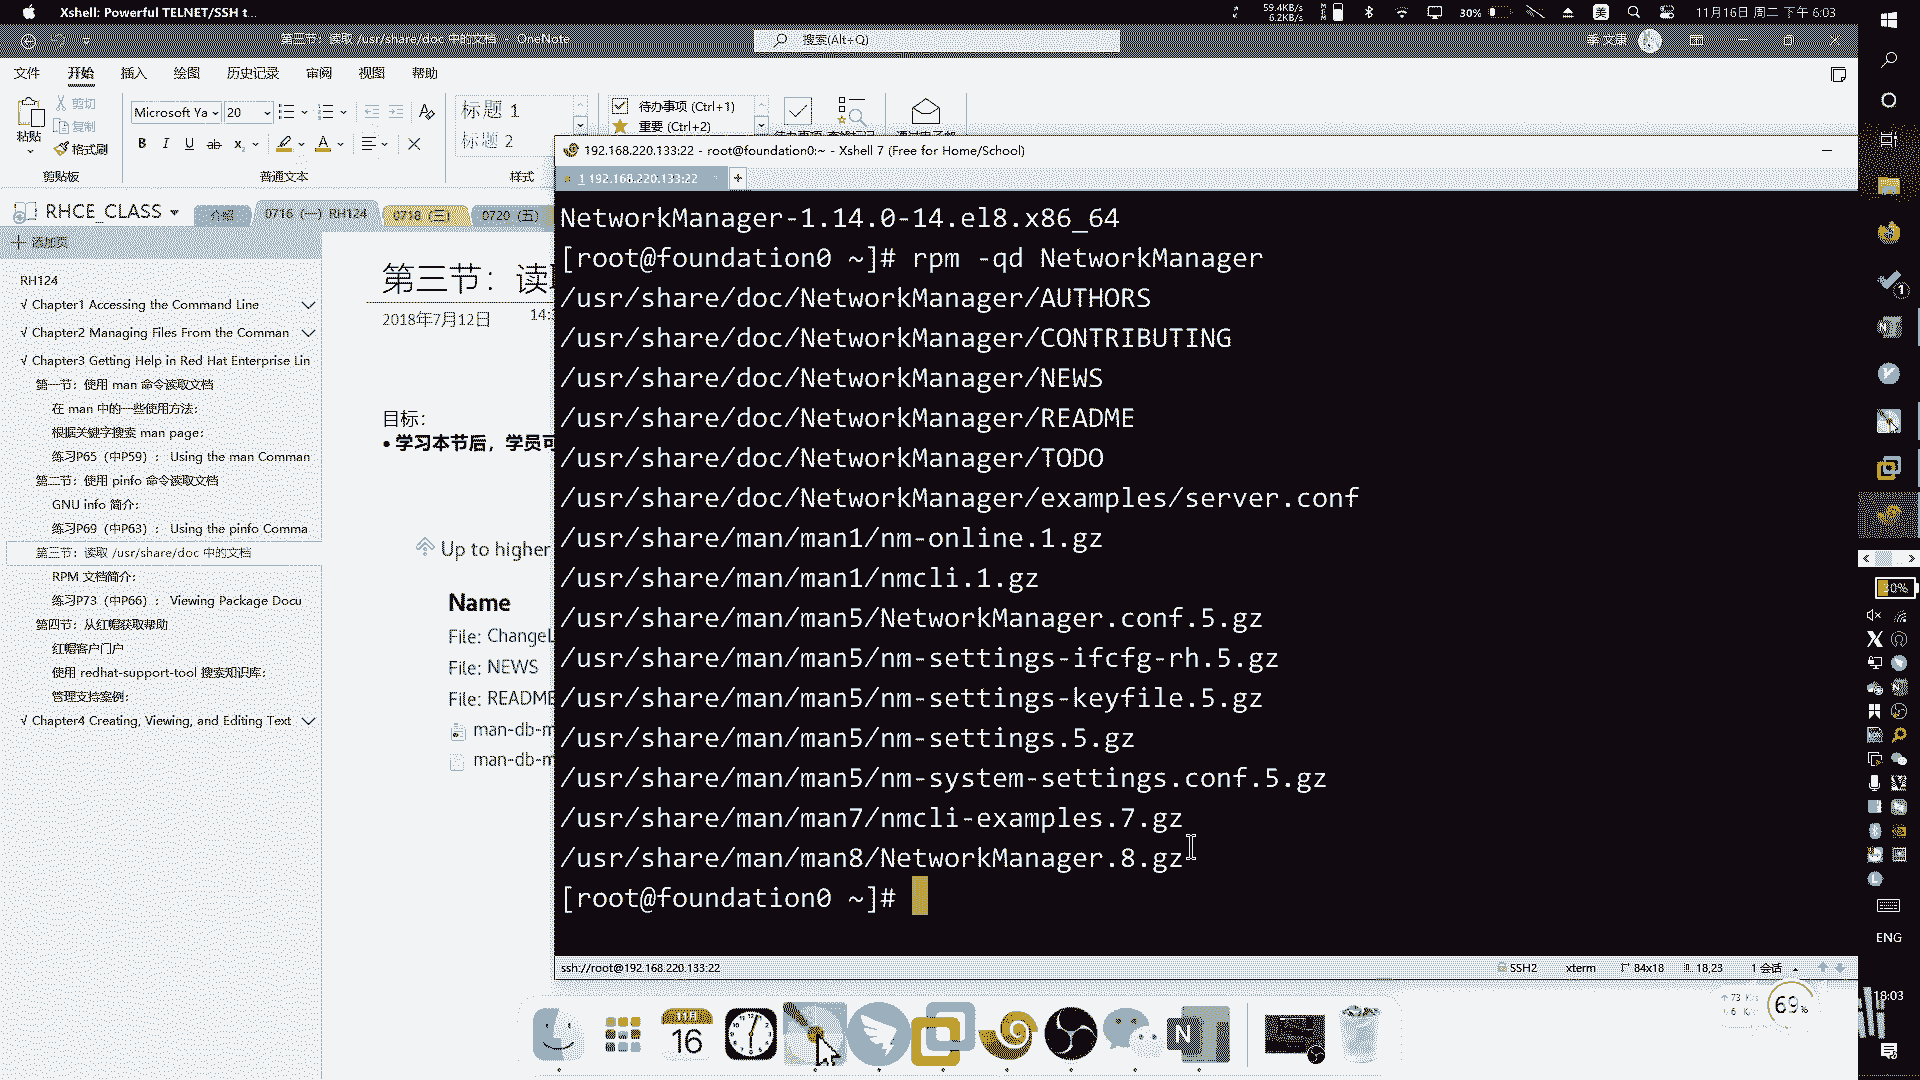 Xshell: Powerful TELNET/SSH t...
59.4KB/s
6.2KB/s
30%
美
11月16日 周二 下午 6:03
第三节：读取 /usr/share/doc 中的文档 - OneNote
搜索(Alt+Q)
文件 开始 插入 绘图 历史记录 审阅 视图 帮助
粘贴
剪切
复制
格式刷
剪贴板
Microsoft Ya
20
普通文本
标题 1
标题 2
样式
待办事项 (Ctrl+1)
重要 (Ctrl+2)
RHCE_CLASS
介绍
0716（一）RH124
0718（三）
0720（五）
添加页
RH124
√ Chapter1 Accessing the Command Line
√ Chapter2 Managing Files From the Comman
√ Chapter3 Getting Help in Red Hat Enterprise Lin
第一节：使用 man 命令读取文档
在 man 中的一些使用方法：
根据关键字搜索 man page：
练习P65（中P59）： Using the man Comman
第二节：使用 pinfo 命令读取文档
GNU info 简介：
练习P69（中P63）： Using the pinfo Comma
第三节：读取 /usr/share/doc 中的文档
RPM 文档简介：
练习P73（中P66）： Viewing Package Docu
第四节：从红帽获取帮助
红帽客户门户
使用 redhat-support-tool 搜索知识库：
管理支持案例：
√ Chapter4 Creating, Viewing, and Editing Text
第三节：读
2018年7月12日
14:
目标：
• 学习本节后，学员可
Up to higher
Name
File: ChangeL
File: NEWS
File: README
man-db-m
man-db-m
192.168.220.133:22 - root@foundation0:~ - Xshell 7 (Free for Home/School)
1 192.168.220.133:22
NetworkManager-1.14.0-14.el8.x86_64
[root@foundation0 ~]# rpm -qd NetworkManager
/usr/share/doc/NetworkManager/AUTHORS
/usr/share/doc/NetworkManager/CONTRIBUTING
/usr/share/doc/NetworkManager/NEWS
/usr/share/doc/NetworkManager/README
/usr/share/doc/NetworkManager/TODO
/usr/share/doc/NetworkManager/examples/server.conf
/usr/share/man/man1/nm-online.1.gz
/usr/share/man/man1/nmcli.1.gz
/usr/share/man/man5/NetworkManager.conf.5.gz
/usr/share/man/man5/nm-settings-ifcfg-rh.5.gz
/usr/share/man/man5/nm-settings-keyfile.5.gz
/usr/share/man/man5/nm-settings.5.gz
/usr/share/man/man5/nm-system-settings.conf.5.gz
/usr/share/man/man7/nmcli-examples.7.gz
/usr/share/man/man8/NetworkManager.8.gz
[root@foundation0 ~]#
ssh://root@192.168.220.133:22
SSH2
xterm
84x18
18,23
1 会话
30%
ENG
18:03
69%
16